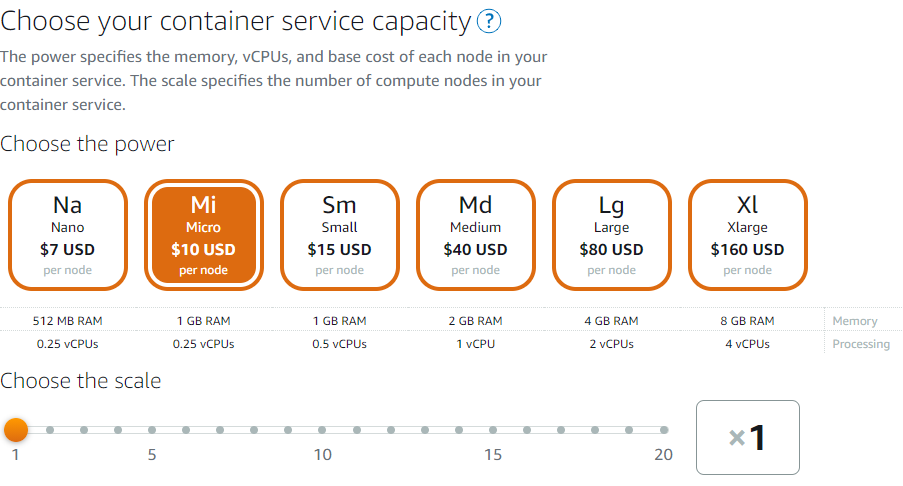 Choose your container service capacity ?
The power specifies the memory, vCPUs, and base cost of each node in your
container service. The scale specifies the number of compute nodes in your
container service.
Choose the power
Na Mi Sm Md Lg Xl
Nano Micro Small Medium Large Xlarge
$7 USD $10 USD $15 USD $40 USD $80 USD $160 USD
per node per node per node per node per node per node
512 MB RAM 1 GB RAM 1 GB RAM 2 GB RAM 4 GB RAM 8 GB RAM Memory
0.25 vCPUs 0.25 vCPUs 0.5 vCPUs 1 vCPU 2 vCPUs 4 vCPUs Processing
Choose the scale
×1
1 5 10 15 20